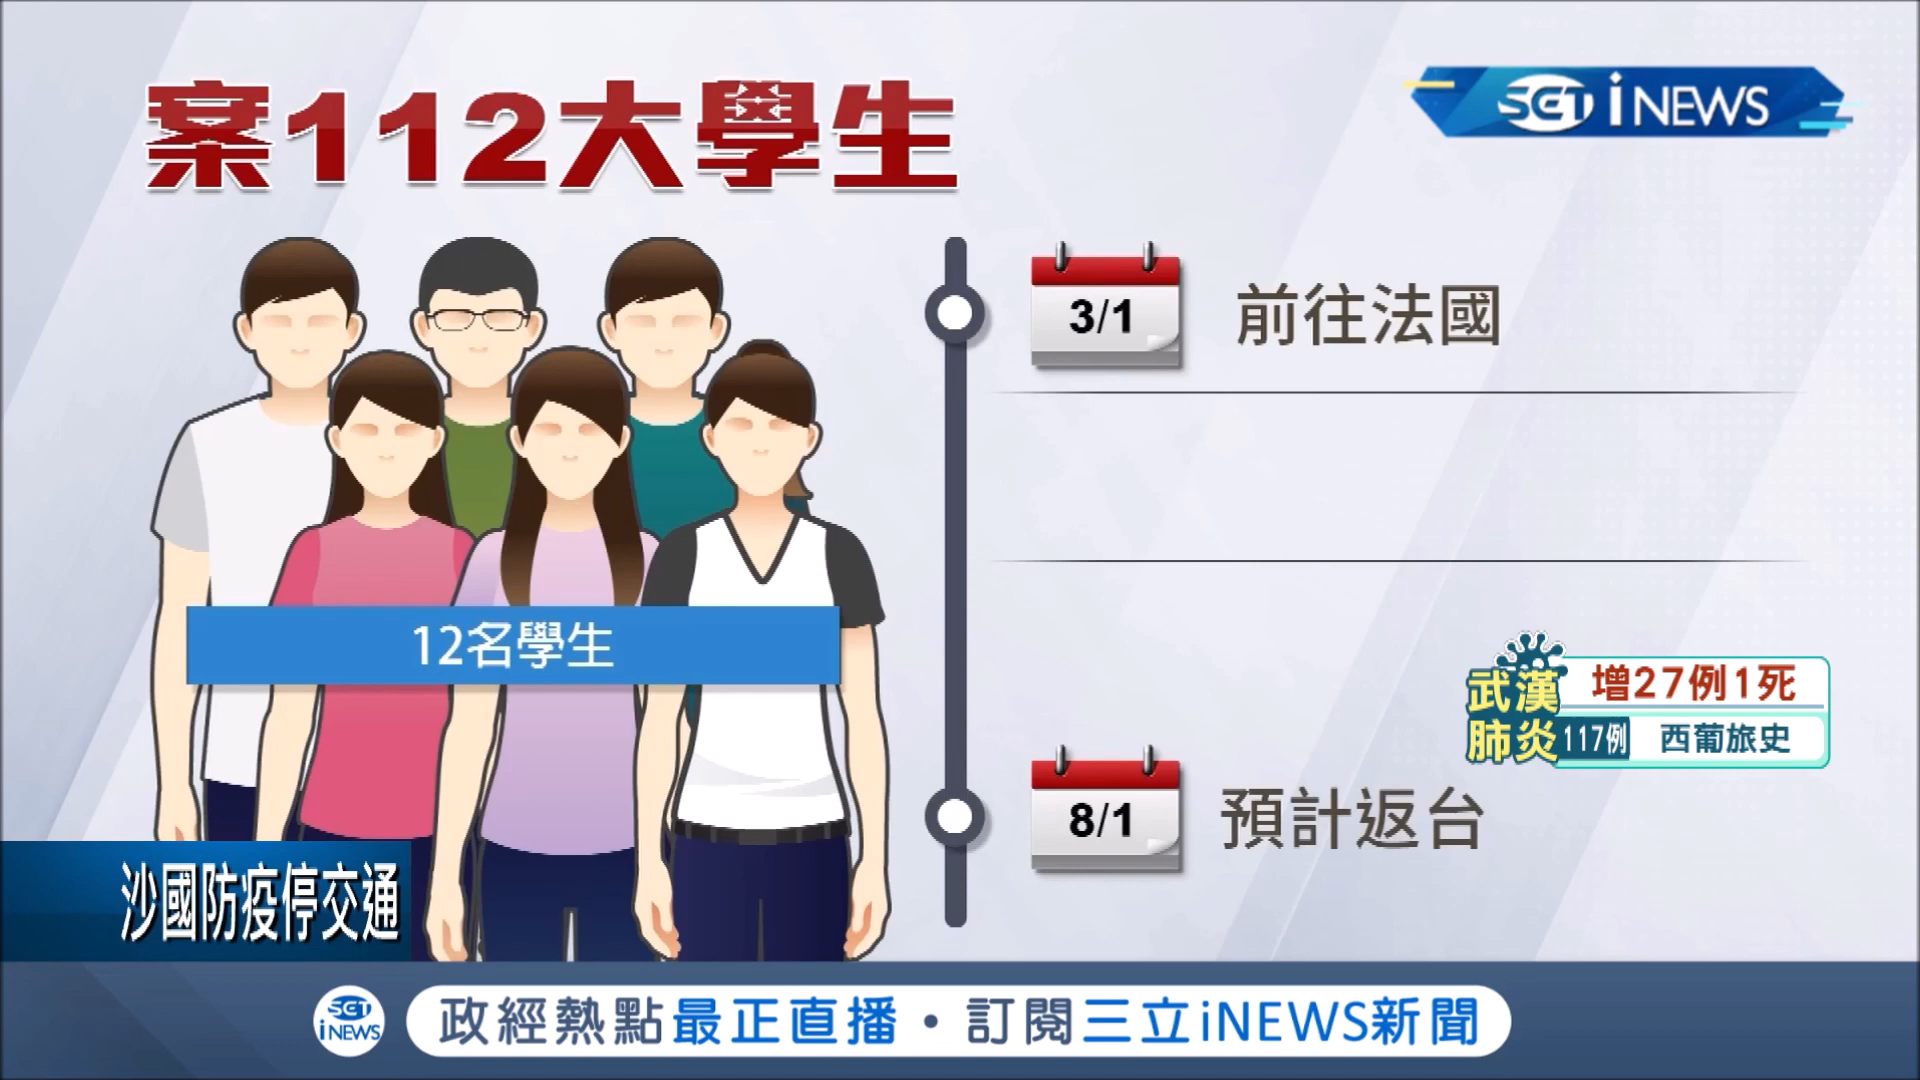 案112大學生
SET iNEWS
3/1 前往法國
12名學生
武漢肺炎
增27例1死
117例 西葡旅史
8/1 預計返台
沙國防疫停交通
SET iNEWS
政經熱點最正直播・訂閱三立iNEWS新聞